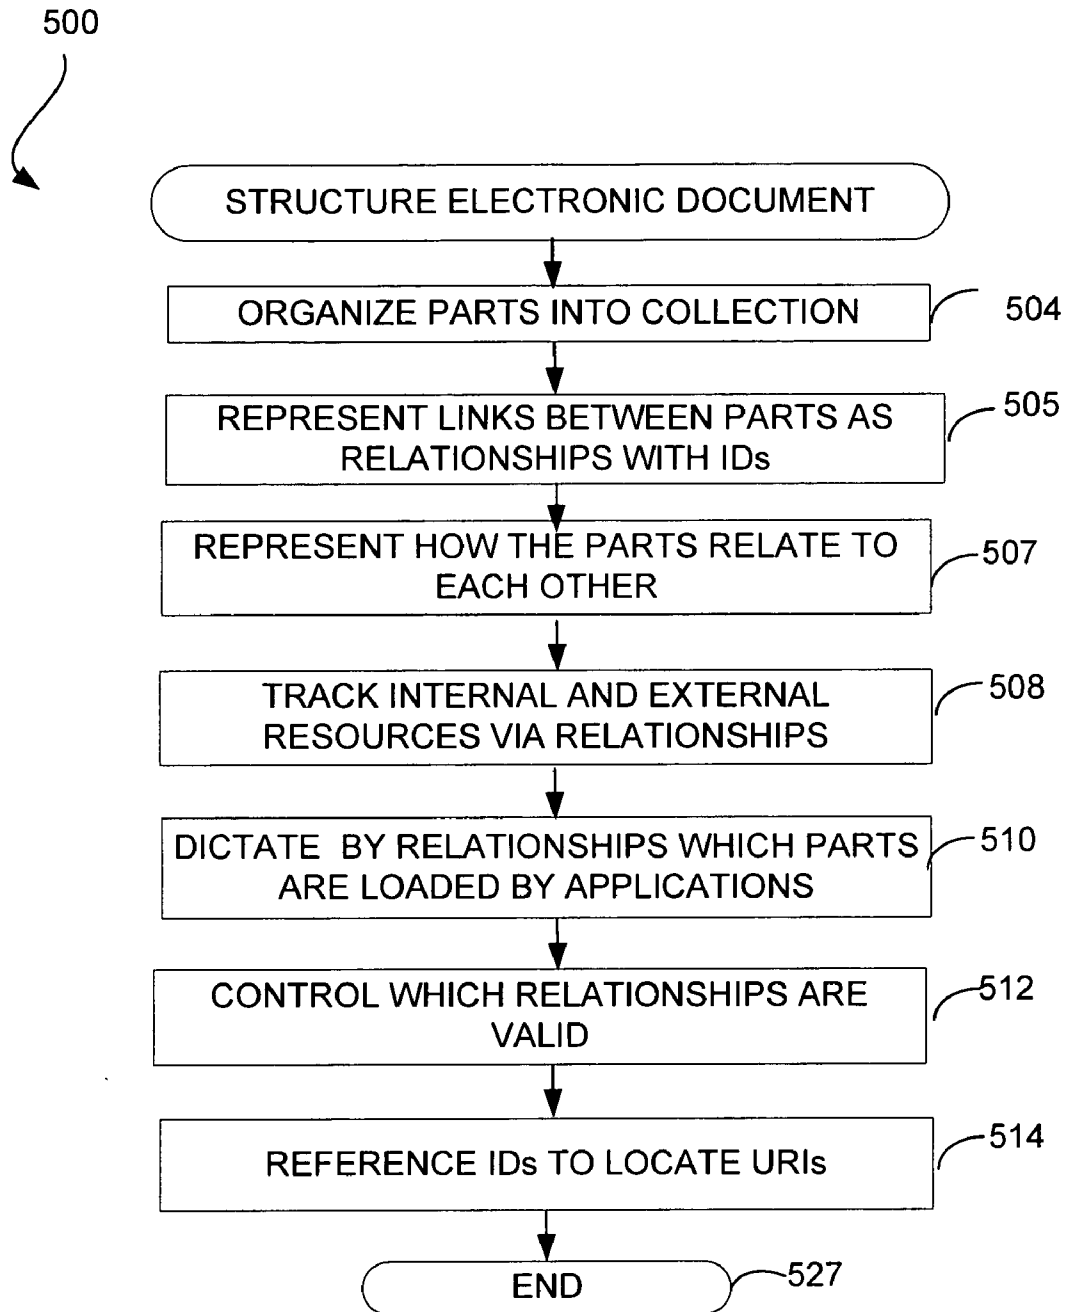 500
STRUCTURE ELECTRONIC DOCUMENT
ORGANIZE PARTS INTO COLLECTION
504
REPRESENT LINKS BETWEEN PARTS AS
RELATIONSHIPS WITH IDs
505
REPRESENT HOW THE PARTS RELATE TO
EACH OTHER
507
TRACK INTERNAL AND EXTERNAL
RESOURCES VIA RELATIONSHIPS
508
DICTATE BY RELATIONSHIPS WHICH PARTS
ARE LOADED BY APPLICATIONS
510
CONTROL WHICH RELATIONSHIPS ARE
VALID
512
REFERENCE IDs TO LOCATE URIs
514
END
527